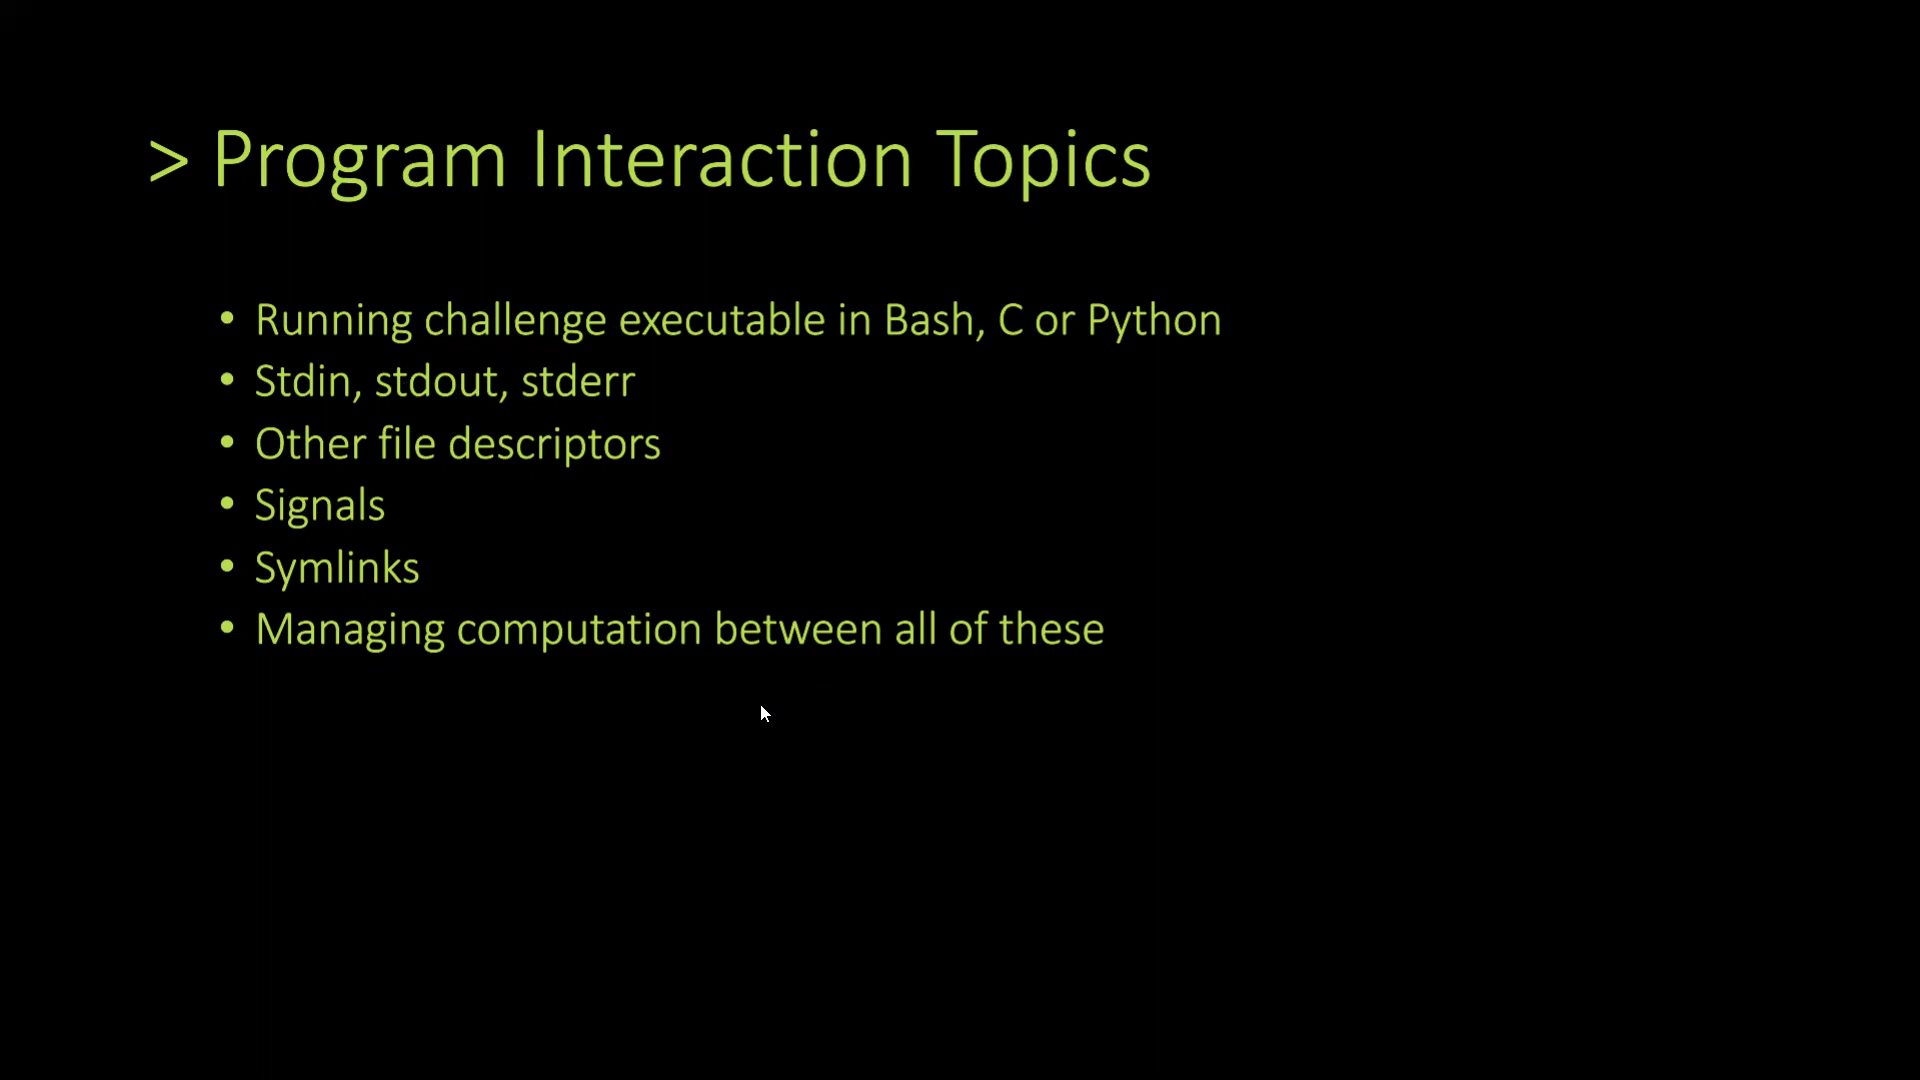 > Program Interaction Topics
• Running challenge executable in Bash, C or Python
• Stdin, stdout, stderr
• Other file descriptors
• Signals
• Symlinks
• Managing computation between all of these